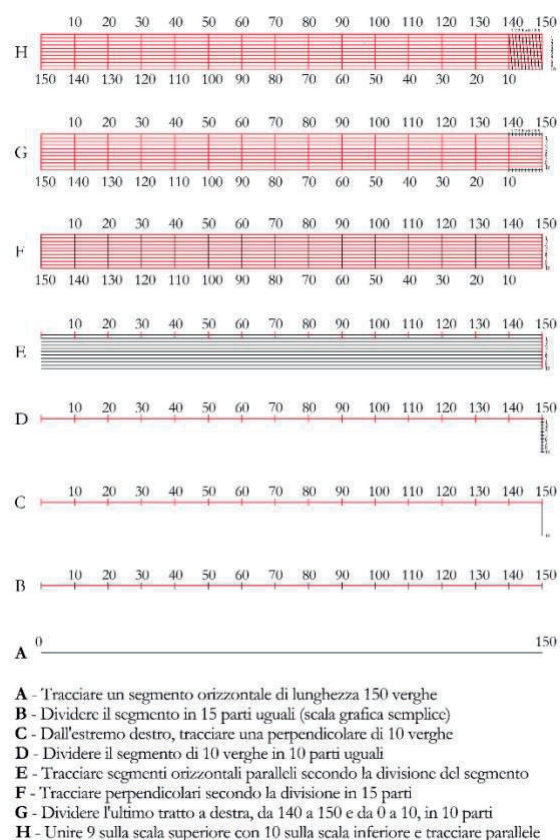 10 20 30 40 50 60 70 80 90 100 110 120 130 140 150
H
150 140 130 120 110 100 90 80 70 60 50 40 30 20 10
10 20 30 40 50 60 70 80 90 100 110 120 130 140 150
G
150 140 130 120 110 100 90 80 70 60 50 40 30 20 10
10 20 30 40 50 60 70 80 90 100 110 120 130 140 150
F
150 140 130 120 110 100 90 80 70 60 50 40 30 20 10
10 20 30 40 50 60 70 80 90 100 110 120 130 140 150
E
10 20 30 40 50 60 70 80 90 100 110 120 130 140 150
D
10 20 30 40 50 60 70 80 90 100 110 120 130 140 150
C
10 20 30 40 50 60 70 80 90 100 110 120 130 140 150
B
0 150
A
A - Tracciare un segmento orizzontale di lunghezza 150 verghe
B - Dividere il segmento in 15 parti uguali (scala grafica semplice)
C - Dall'estremo destro, tracciare una perpendicolare di 10 verghe
D - Dividere il segmento di 10 verghe in 10 parti uguali
E - Tracciare segmenti orizzontali paralleli secondo la divisione del segmento
F - Tracciare perpendicolari secondo la divisione in 15 parti
G - Dividere l'ultimo tratto a destra, da 140 a 150 e da 0 a 10, in 10 parti
H - Unire 9 sulla scala superiore con 10 sulla scala inferiore e tracciare parallele